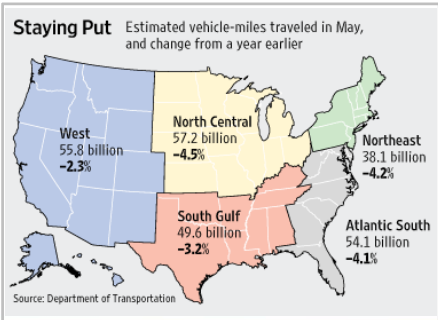 Staying Put
Estimated vehicle-miles traveled in May,
and change from a year earlier
West
55.8 billion
–2.3%
North Central
57.2 billion
–4.5%
Northeast
38.1 billion
–4.2%
South Gulf
49.6 billion
–3.2%
Atlantic South
54.1 billion
–4.1%
Source: Department of Transportation